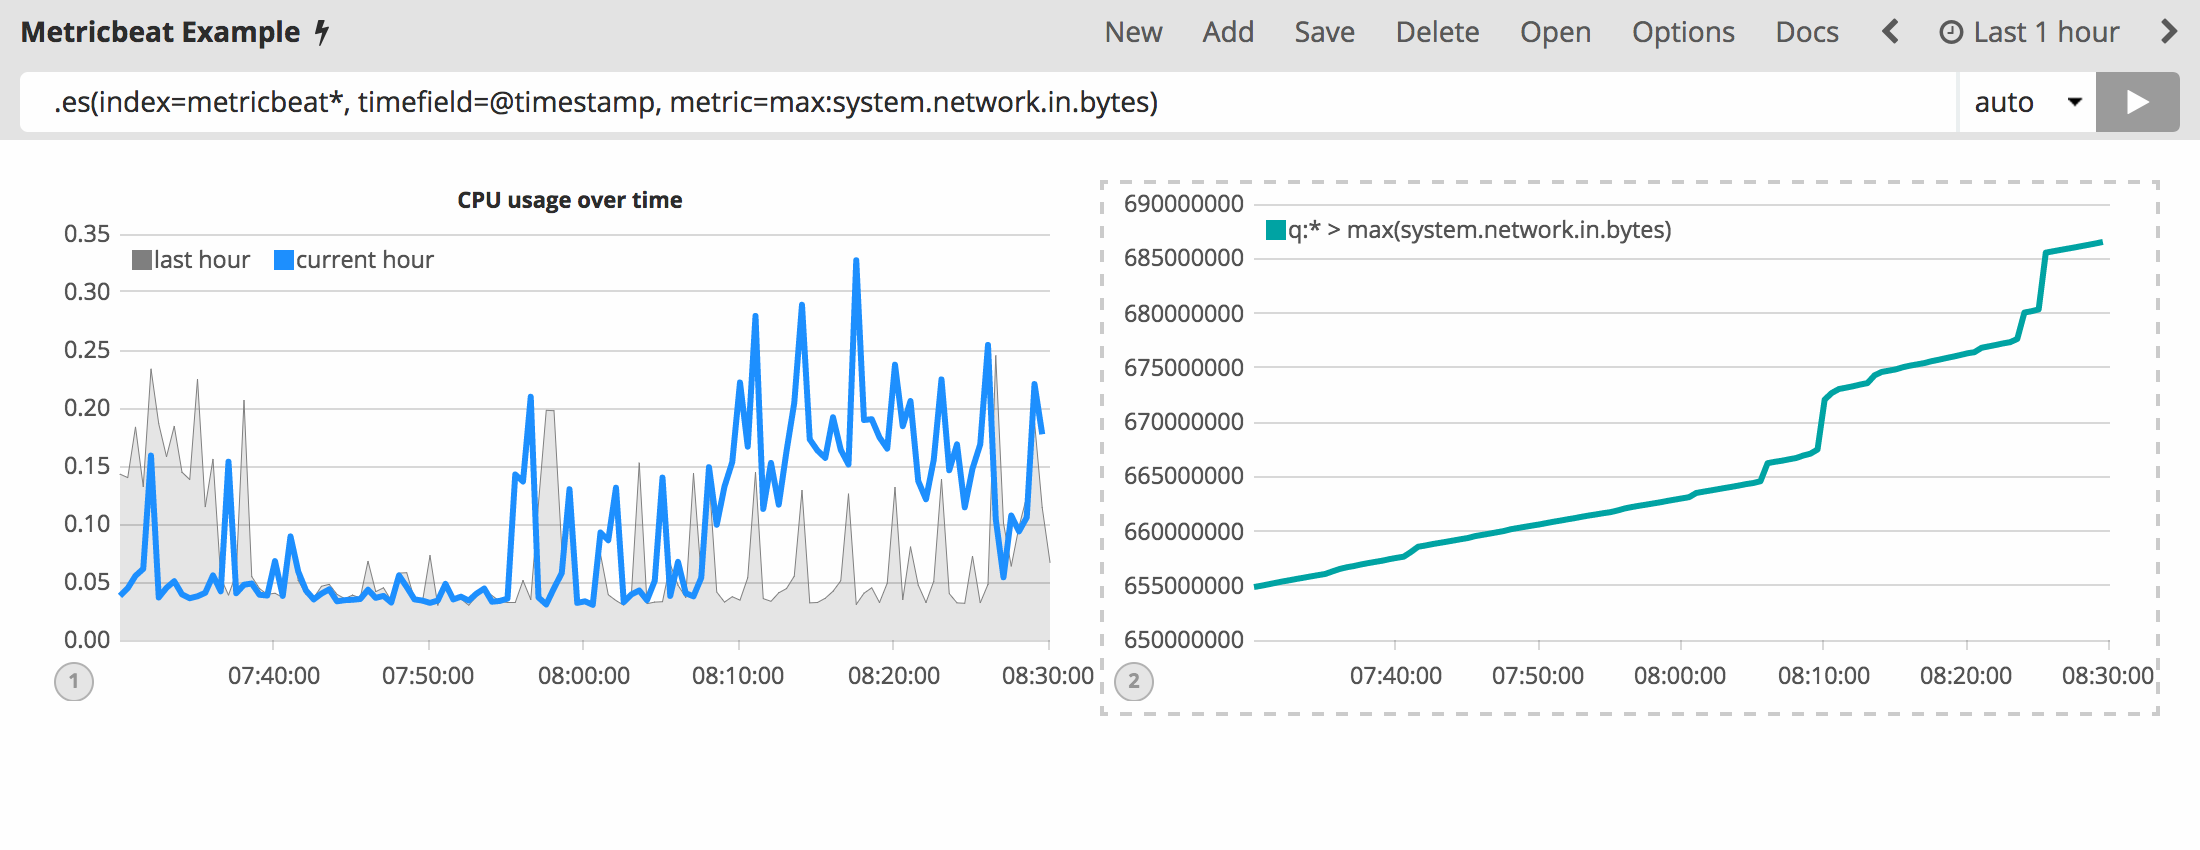 Metricbeat Example New Add Save Delete Open Options Docs Last 1 hour
.es(index=metricbeat*, timefield=@timestamp, metric=max:system.network.in.bytes) auto
CPU usage over time
0.35
last hour current hour
0.30
0.25
0.20
0.15
0.10
0.05
0.00
07:40:00 07:50:00 08:00:00 08:10:00 08:20:00 08:30:00
1
690000000
q:* > max(system.network.in.bytes)
685000000
680000000
675000000
670000000
665000000
660000000
655000000
650000000
07:40:00 07:50:00 08:00:00 08:10:00 08:20:00 08:30:00
2